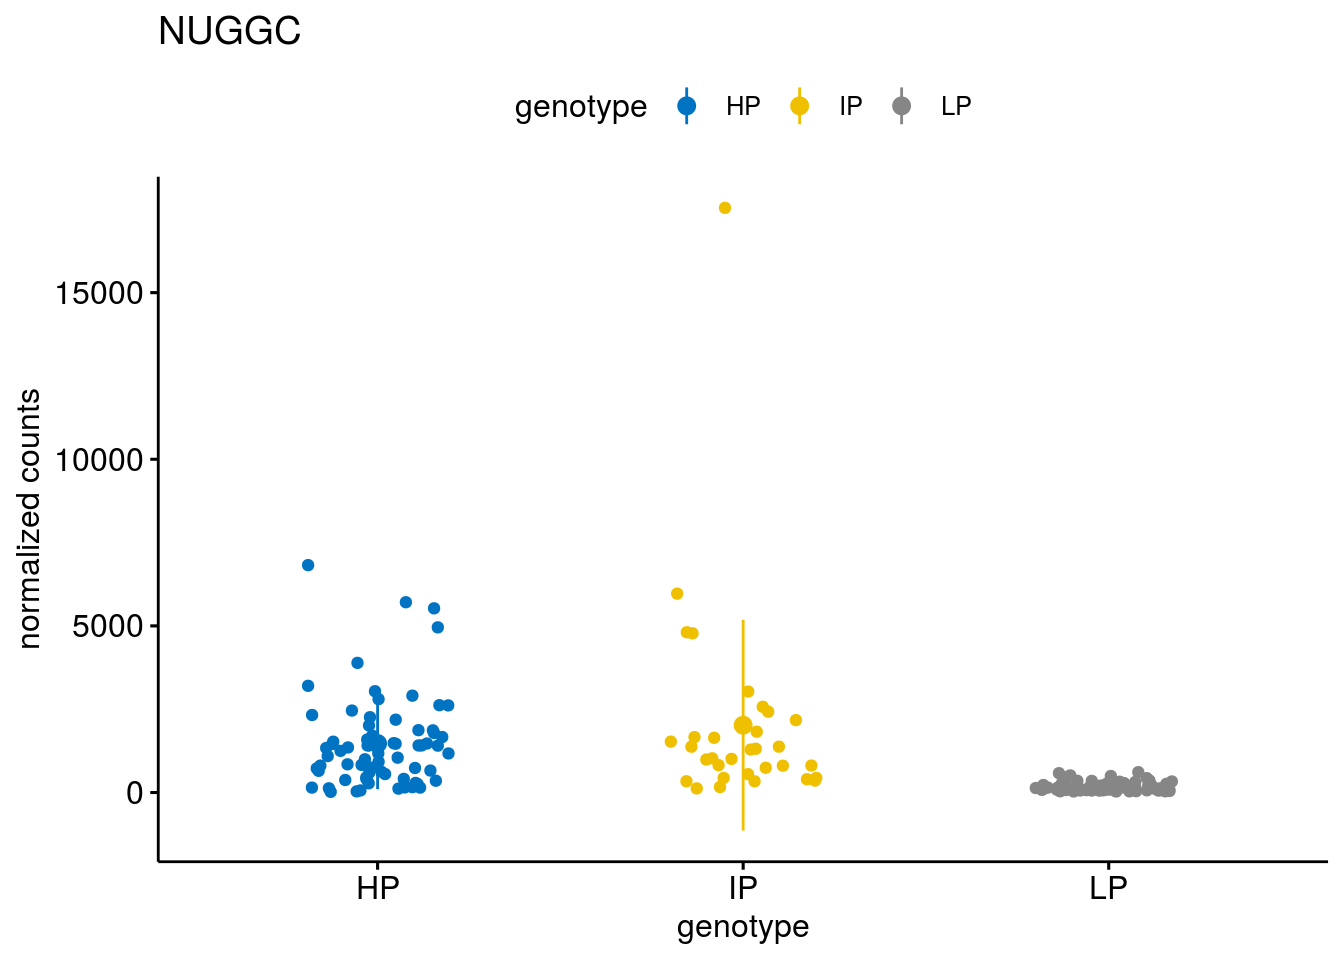 NUGGC
genotype HP IP LP
15000
10000
5000
0
normalized counts
HP IP LP
genotype